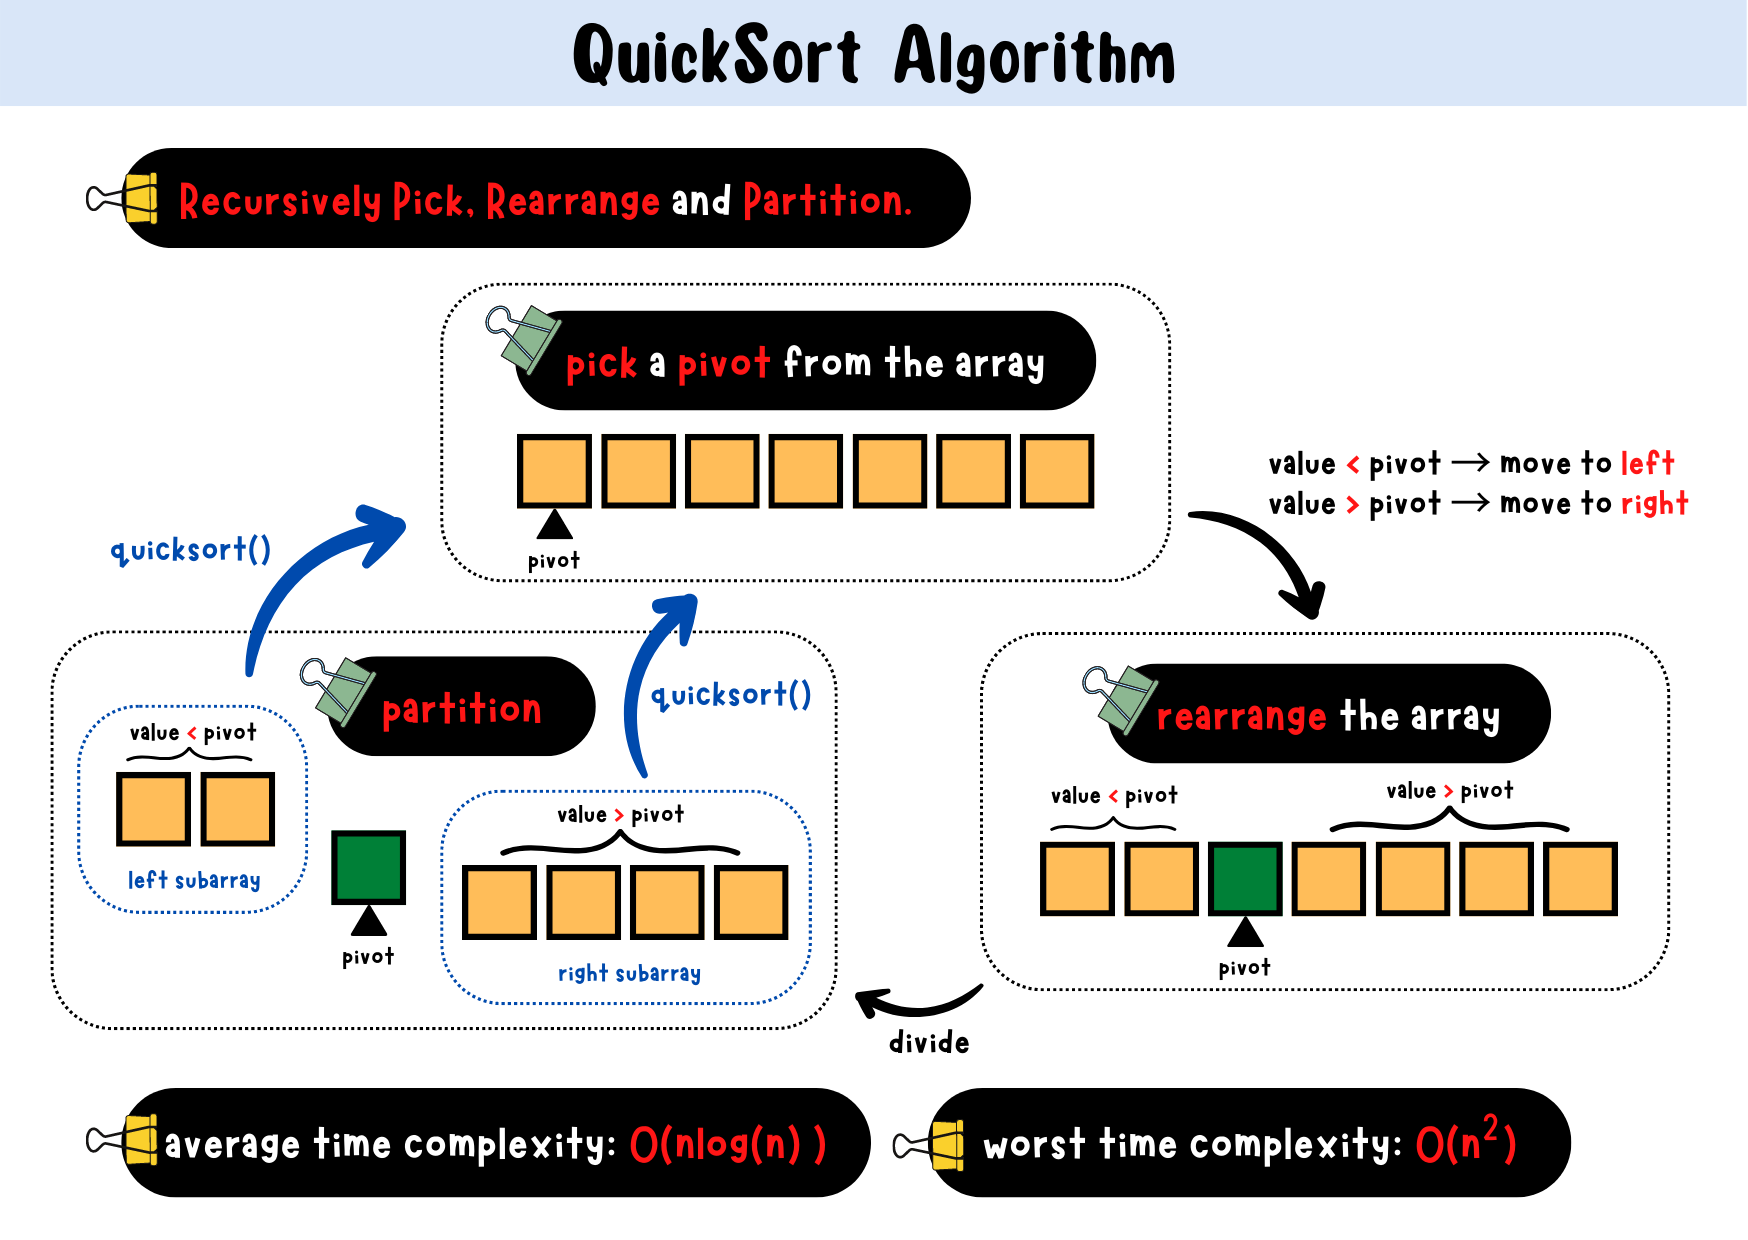 QuickSort Algorithm
Recursively Pick, Rearrange and Partition.
pick a pivot from the array
pivot
value < pivot → move to left
value > pivot → move to right
quicksort()
quicksort()
rearrange the array
value < pivot
value > pivot
pivot
divide
partition
value < pivot
left subarray
pivot
value > pivot
right subarray
average time complexity: O(nlog(n) )
worst time complexity: O(n²)